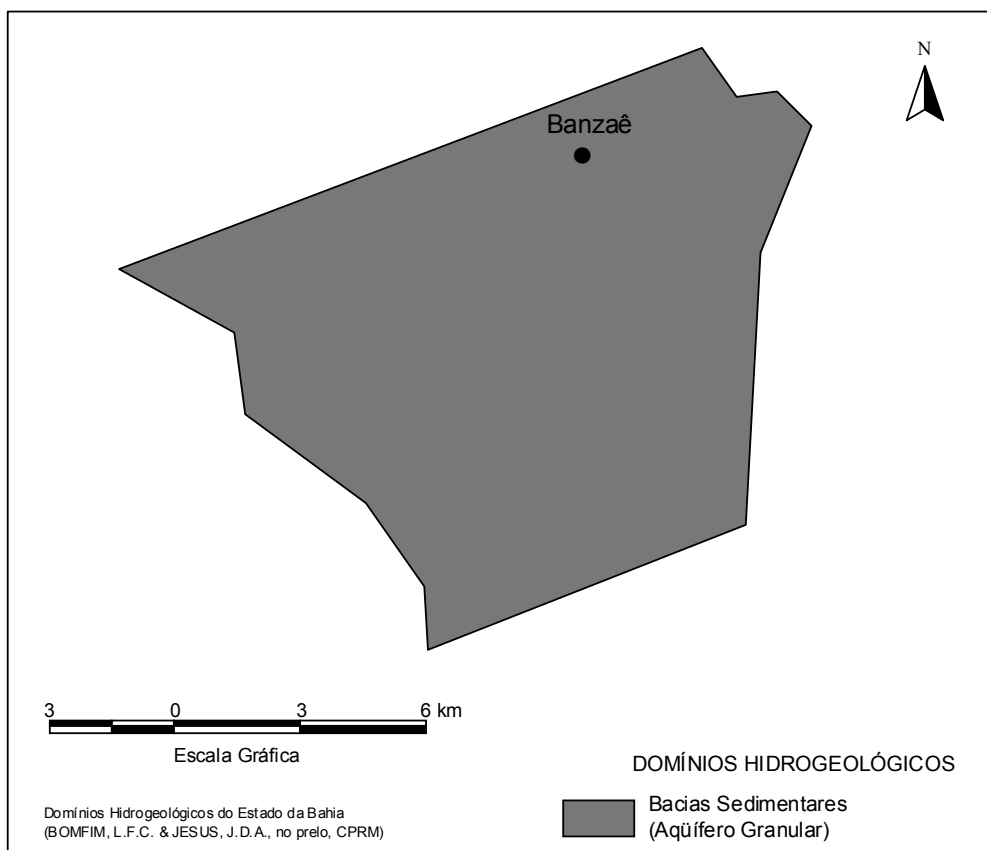 N
Banzaê
3 0 3 6 km
Escala Gráfica
DOMÍNIOS HIDROGEOLÓGICOS
Bacias Sedimentares
(Aqüífero Granular)
Domínios Hidrogeológicos do Estado da Bahia
(BOMFIM, L.F.C. & JESUS, J.D.A., no prelo, CPRM)